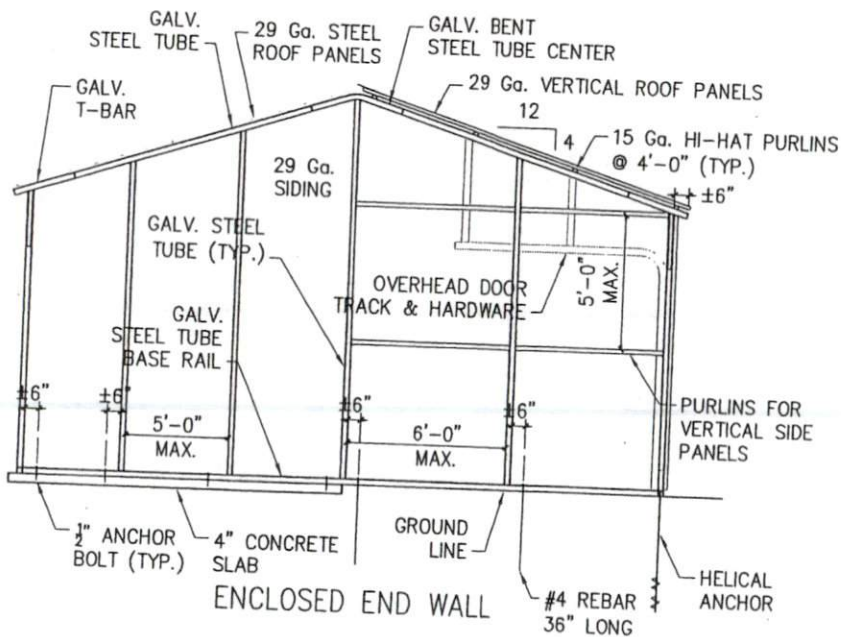 GALV.
STEEL TUBE
29 Ga. STEEL
ROOF PANELS
GALV. BENT
STEEL TUBE CENTER
29 Ga. VERTICAL ROOF PANELS
GALV.
T-BAR
12
4
15 Ga. HI-HAT PURLINS
@ 4'-0" (TYP.)
±6"
29 Ga.
SIDING
GALV. STEEL
TUBE (TYP.)
OVERHEAD DOOR
TRACK & HARDWARE
5'-0"
MAX.
GALV.
STEEL TUBE
BASE RAIL
±6"
±6"
±6"
±6"
5'-0"
MAX.
6'-0"
MAX.
PURLINS FOR
VERTICAL SIDE
PANELS
½" ANCHOR
BOLT (TYP.)
4" CONCRETE
SLAB
GROUND
LINE
#4 REBAR
36" LONG
HELICAL
ANCHOR
ENCLOSED END WALL